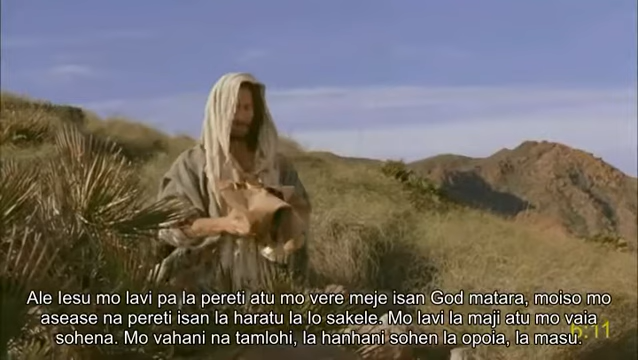 Ale Iesu mo lavi pa la pereti atu mo vere meje isan God matara, moiso mo
asease na pereti isan la haratu la lo sakele. Mo lavi la maji atu mo vaia
sohena. Mo vahani na tamlohi, la hanhani sohen la opoia, la masu.
6:11